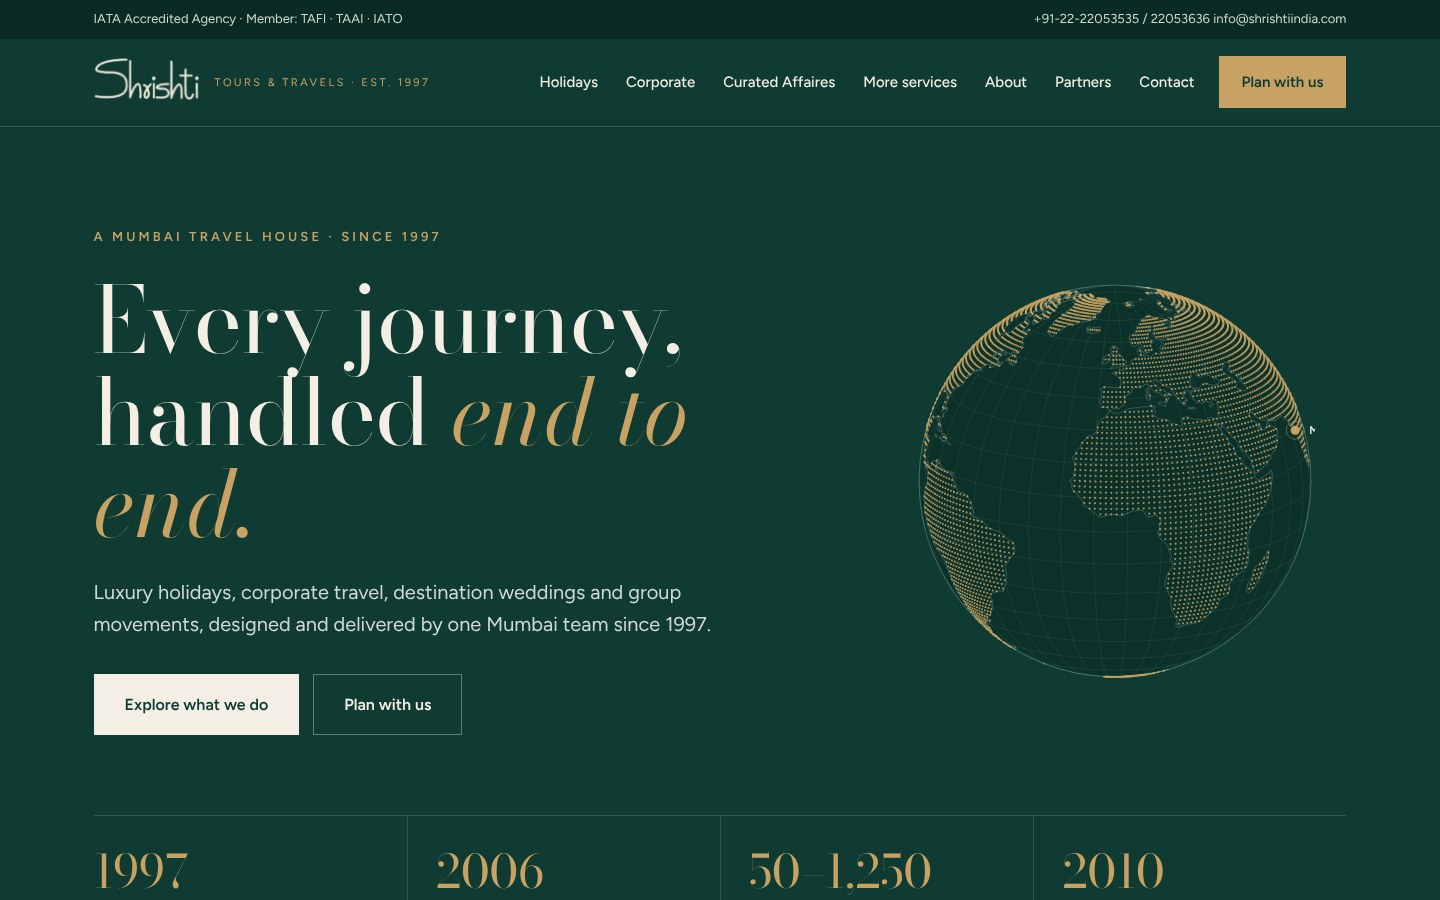 IATA Accredited Agency · Member: TAFI · TAAI · IATO
+91-22-22053535 / 22053636 info@shrishtiindia.com
Shrishti TOURS & TRAVELS · EST. 1997
Holidays Corporate Curated Affaires More services About Partners Contact Plan with us
A MUMBAI TRAVEL HOUSE · SINCE 1997
Every journey,
handled end to
end.
Luxury holidays, corporate travel, destination weddings and group
movements, designed and delivered by one Mumbai team since 1997.
Explore what we do Plan with us
1997 2006 50–1,250 2010